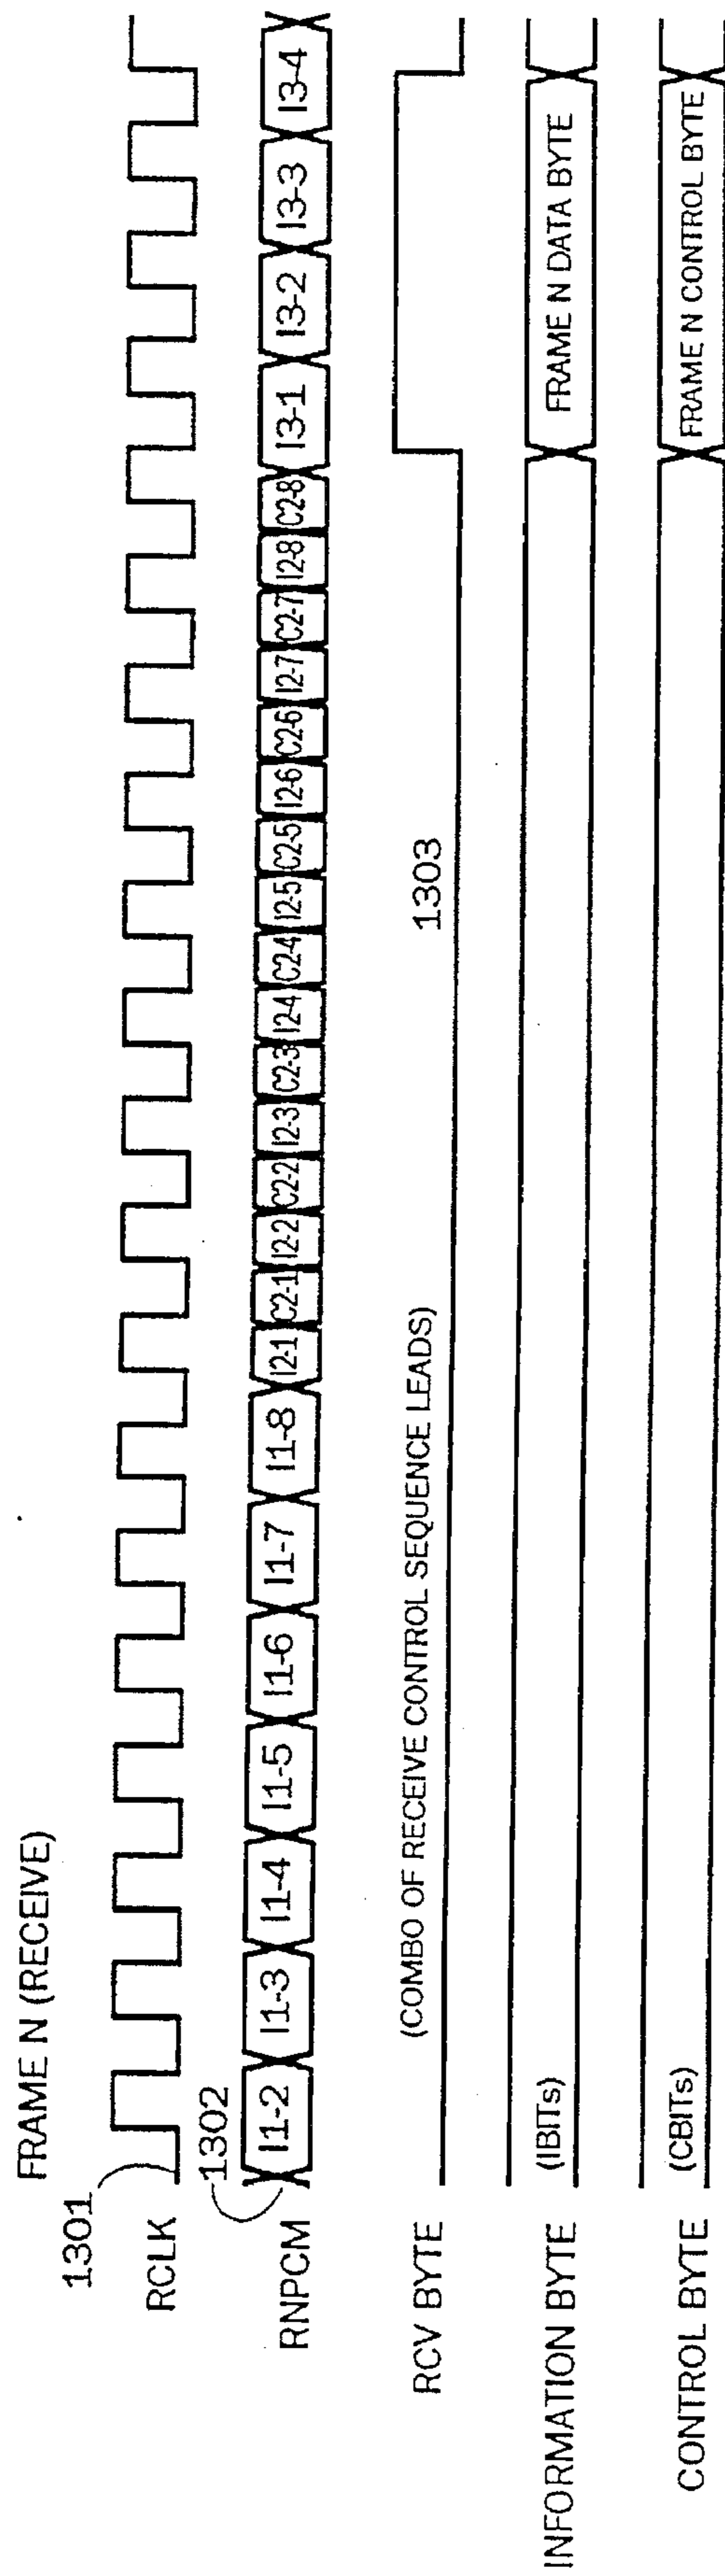 FRAME N (RECEIVE)
1301
RCLK
1302
RNPCM
I1-2 I1-3 I1-4 I1-5 I1-6 I1-7 I1-8 I2-1 C2-1 I2-2 C2-2 I2-3 C2-3 I2-4 C2-4 I2-5 C2-5 I2-6 C2-6 I2-7 C2-7 I2-8 C2-8 I3-1 I3-2 I3-3 I3-4
RCV BYTE
(COMBO OF RECEIVE CONTROL SEQUENCE LEADS)
1303
INFORMATION BYTE
(IBITs)
FRAME N DATA BYTE
CONTROL BYTE
(CBITs)
FRAME N CONTROL BYTE